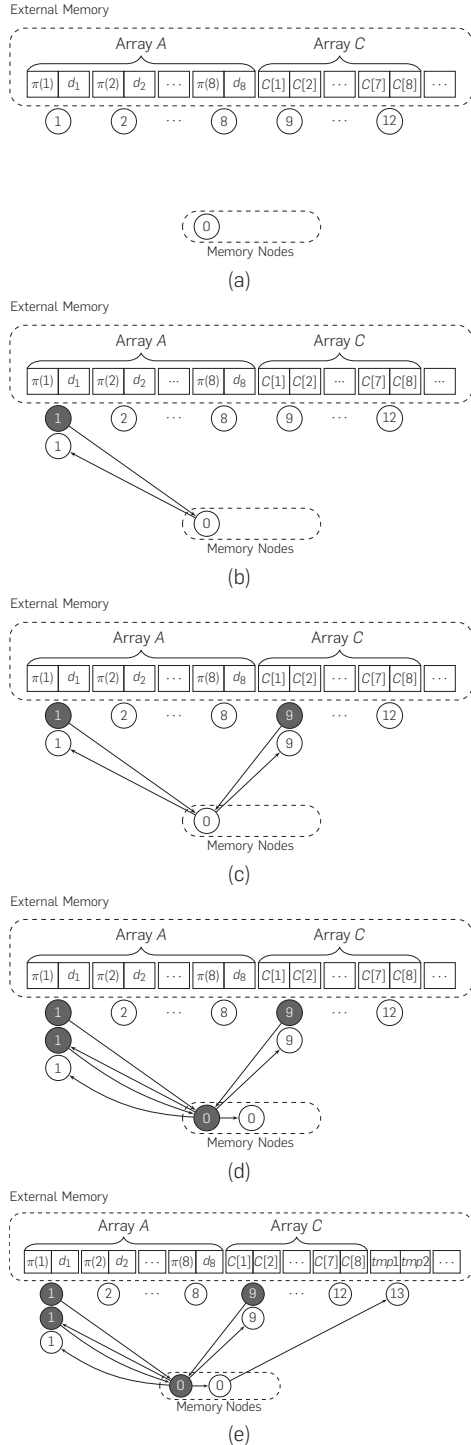 External Memory
Array A Array C
π(1) d₁ π(2) d₂ ··· π(8) d₈ C[1] C[2] ··· C[7] C[8] ···
1 2 ··· 8 9 ··· 12
0
Memory Nodes
(a)
External Memory
Array A Array C
π(1) d₁ π(2) d₂ ··· π(8) d₈ C[1] C[2] ··· C[7] C[8] ···
1 2 ··· 8 9 ··· 12
1
0
Memory Nodes
(b)
External Memory
Array A Array C
π(1) d₁ π(2) d₂ ··· π(8) d₈ C[1] C[2] ··· C[7] C[8] ···
1 2 ··· 8 9 ··· 12
1 9
0
Memory Nodes
(c)
External Memory
Array A Array C
π(1) d₁ π(2) d₂ ··· π(8) d₈ C[1] C[2] ··· C[7] C[8] ···
1 2 ··· 8 9 ··· 12
1 9
1
0 0
Memory Nodes
(d)
External Memory
Array A Array C
π(1) d₁ π(2) d₂ ··· π(8) d₈ C[1] C[2] ··· C[7] C[8] tmp1 tmp2 ···
1 2 ··· 8 9 ··· 12 13
1 9
1
0 0
Memory Nodes
(e)